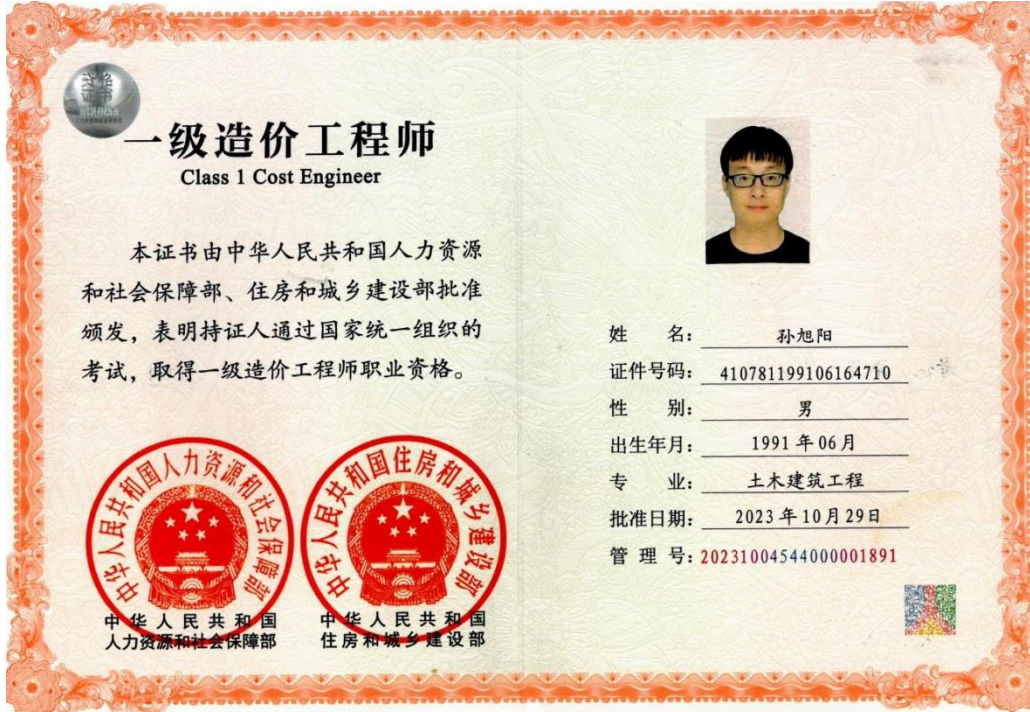 一级造价工程师
Class 1 Cost Engineer
本证书由中华人民共和国人力资源
和社会保障部、住房和城乡建设部批准
颁发，表明持证人通过国家统一组织的
考试，取得一级造价工程师职业资格。
中华人民共和国人力资源和社会保障部
中华人民共和国住房和城乡建设部
中华人民共和国
人力资源和社会保障部
中华人民共和国
住房和城乡建设部
姓 名：孙旭阳
证件号码：410781199106164710
性 别：男
出生年月：1991年06月
专 业：土木建筑工程
批准日期：2023年10月29日
管 理 号：20231004544000001891